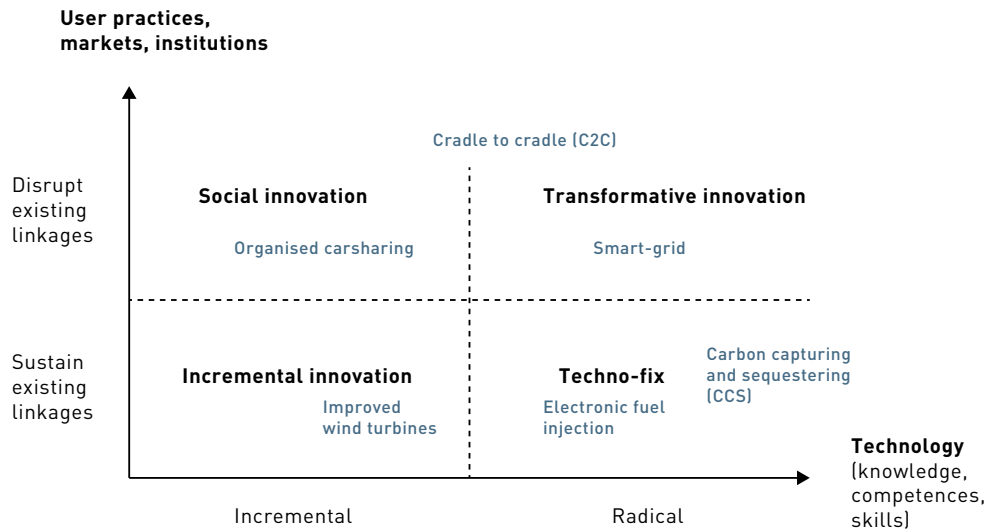 User practices,
markets, institutions
Cradle to cradle (C2C)
Disrupt
existing
linkages
Social innovation
Transformative innovation
Organised carsharing
Smart-grid
Sustain
existing
linkages
Incremental innovation
Improved
wind turbines
Techno-fix
Electronic fuel
injection
Carbon capturing
and sequestering
(CCS)
Technology
(knowledge,
competences,
skills)
Incremental
Radical